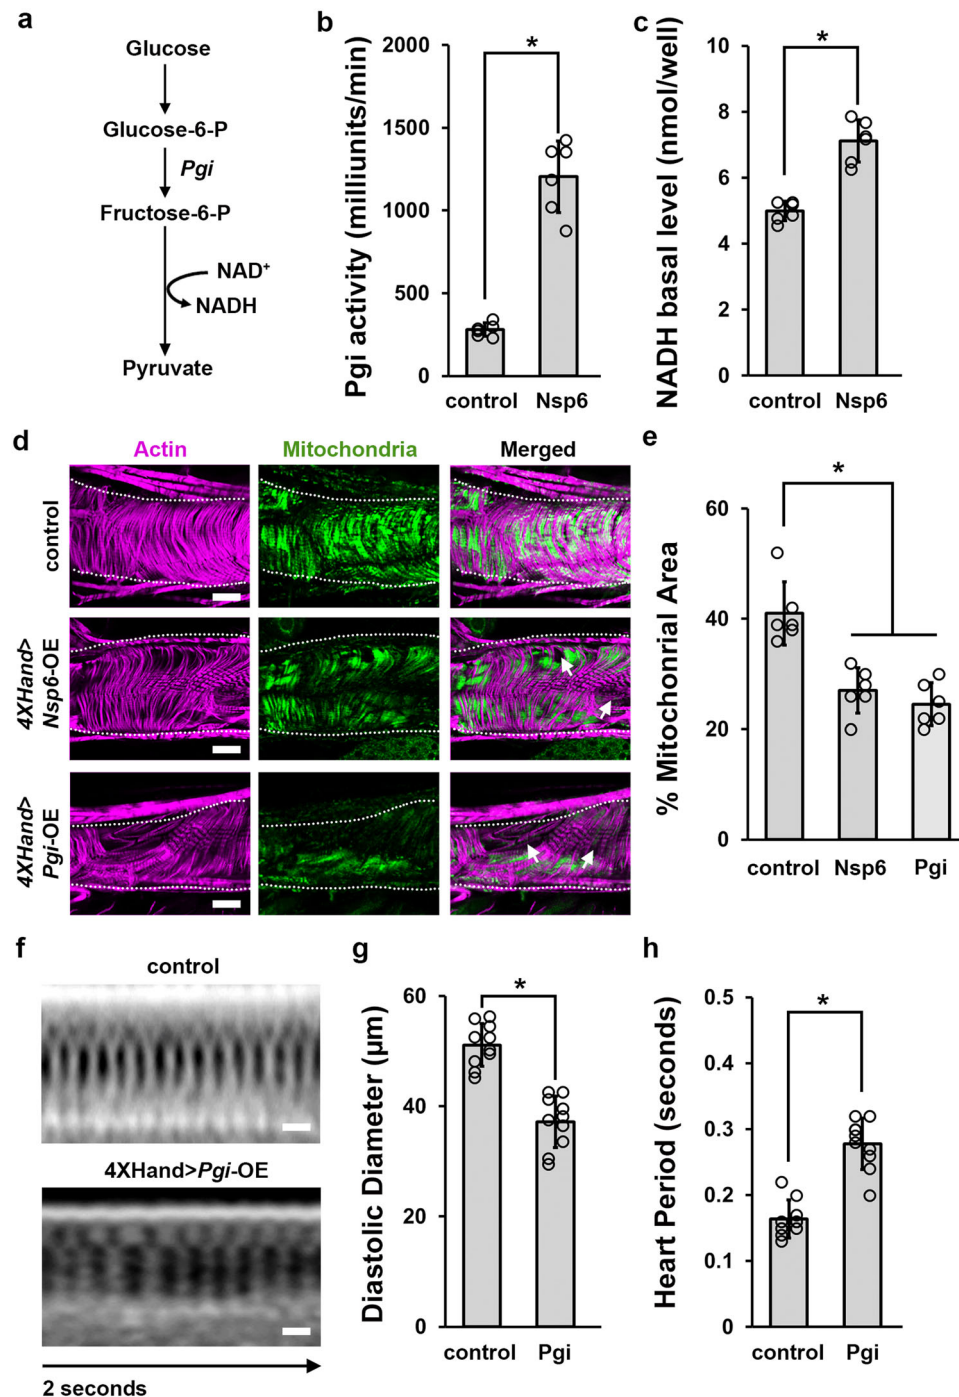 a
Glucose
Glucose-6-P
Pgi
Fructose-6-P
NAD+
NADH
Pyruvate
b
Pgi activity (milliunits/min)
2000
1500
1000
500
0
*
control Nsp6
c
NADH basal level (nmol/well)
10
8
6
4
2
0
*
control Nsp6
d
Actin Mitochondria Merged
control
4XHand>
Nsp6-OE
4XHand>
Pgi-OE
e
% Mitochonrial Area
60
40
20
0
*
control Nsp6 Pgi
f
control
4XHand>Pgi-OE
2 seconds
g
Diastolic Diameter (µm)
60
40
20
0
*
control Pgi
h
Heart Period (seconds)
0.5
0.4
0.3
0.2
0.1
0
*
control Pgi